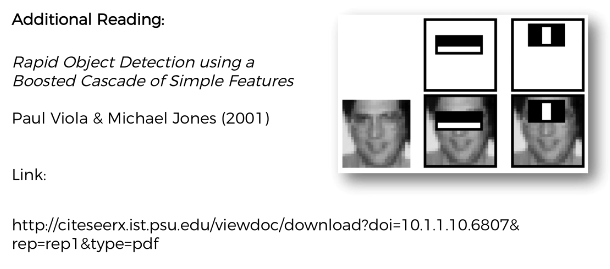 Additional Reading:
Rapid Object Detection using a
Boosted Cascade of Simple Features
Paul Viola & Michael Jones (2001)
Link:
http://citeseerx.ist.psu.edu/viewdoc/download?doi=10.1.1.10.6807&
rep=rep1&type=pdf